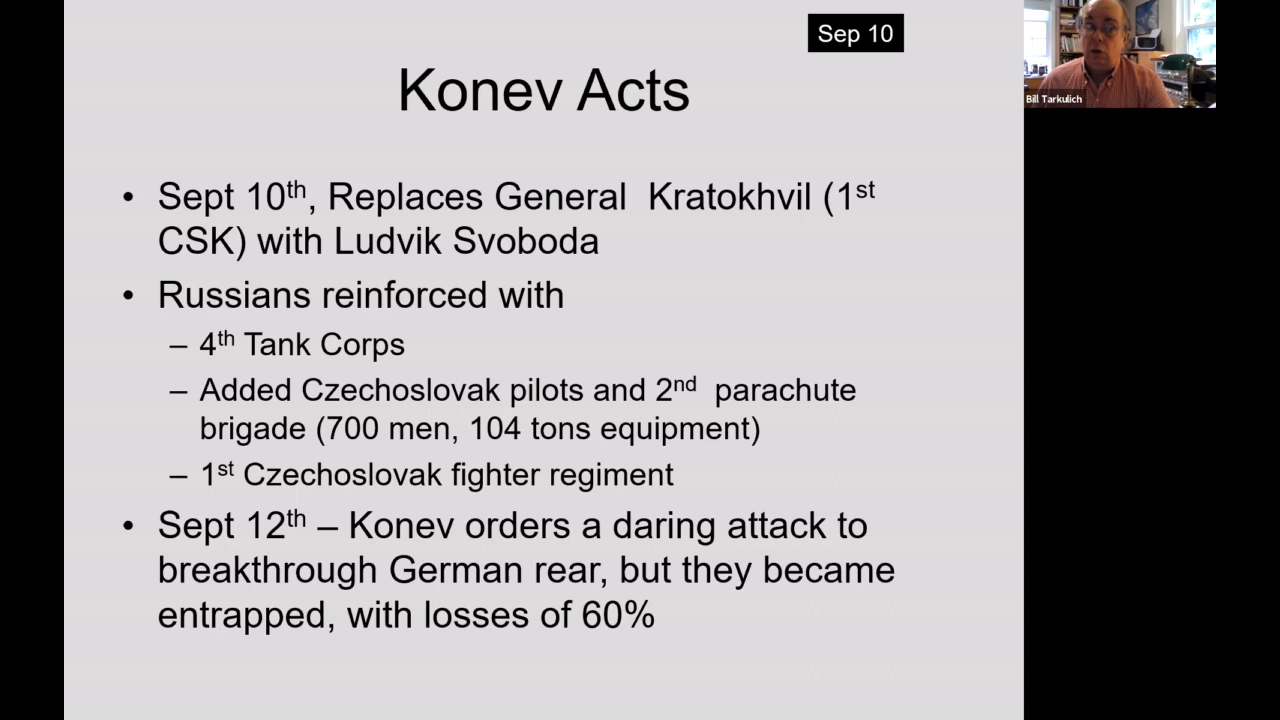 Sep 10
Konev Acts
• Sept 10th, Replaces General  Kratokhvil (1st
CSK) with Ludvik Svoboda
• Russians reinforced with
– 4th Tank Corps
– Added Czechoslovak pilots and 2nd  parachute
brigade (700 men, 104 tons equipment)
– 1st Czechoslovak fighter regiment
• Sept 12th – Konev orders a daring attack to
breakthrough German rear, but they became
entrapped, with losses of 60%
Bill Tarkulich